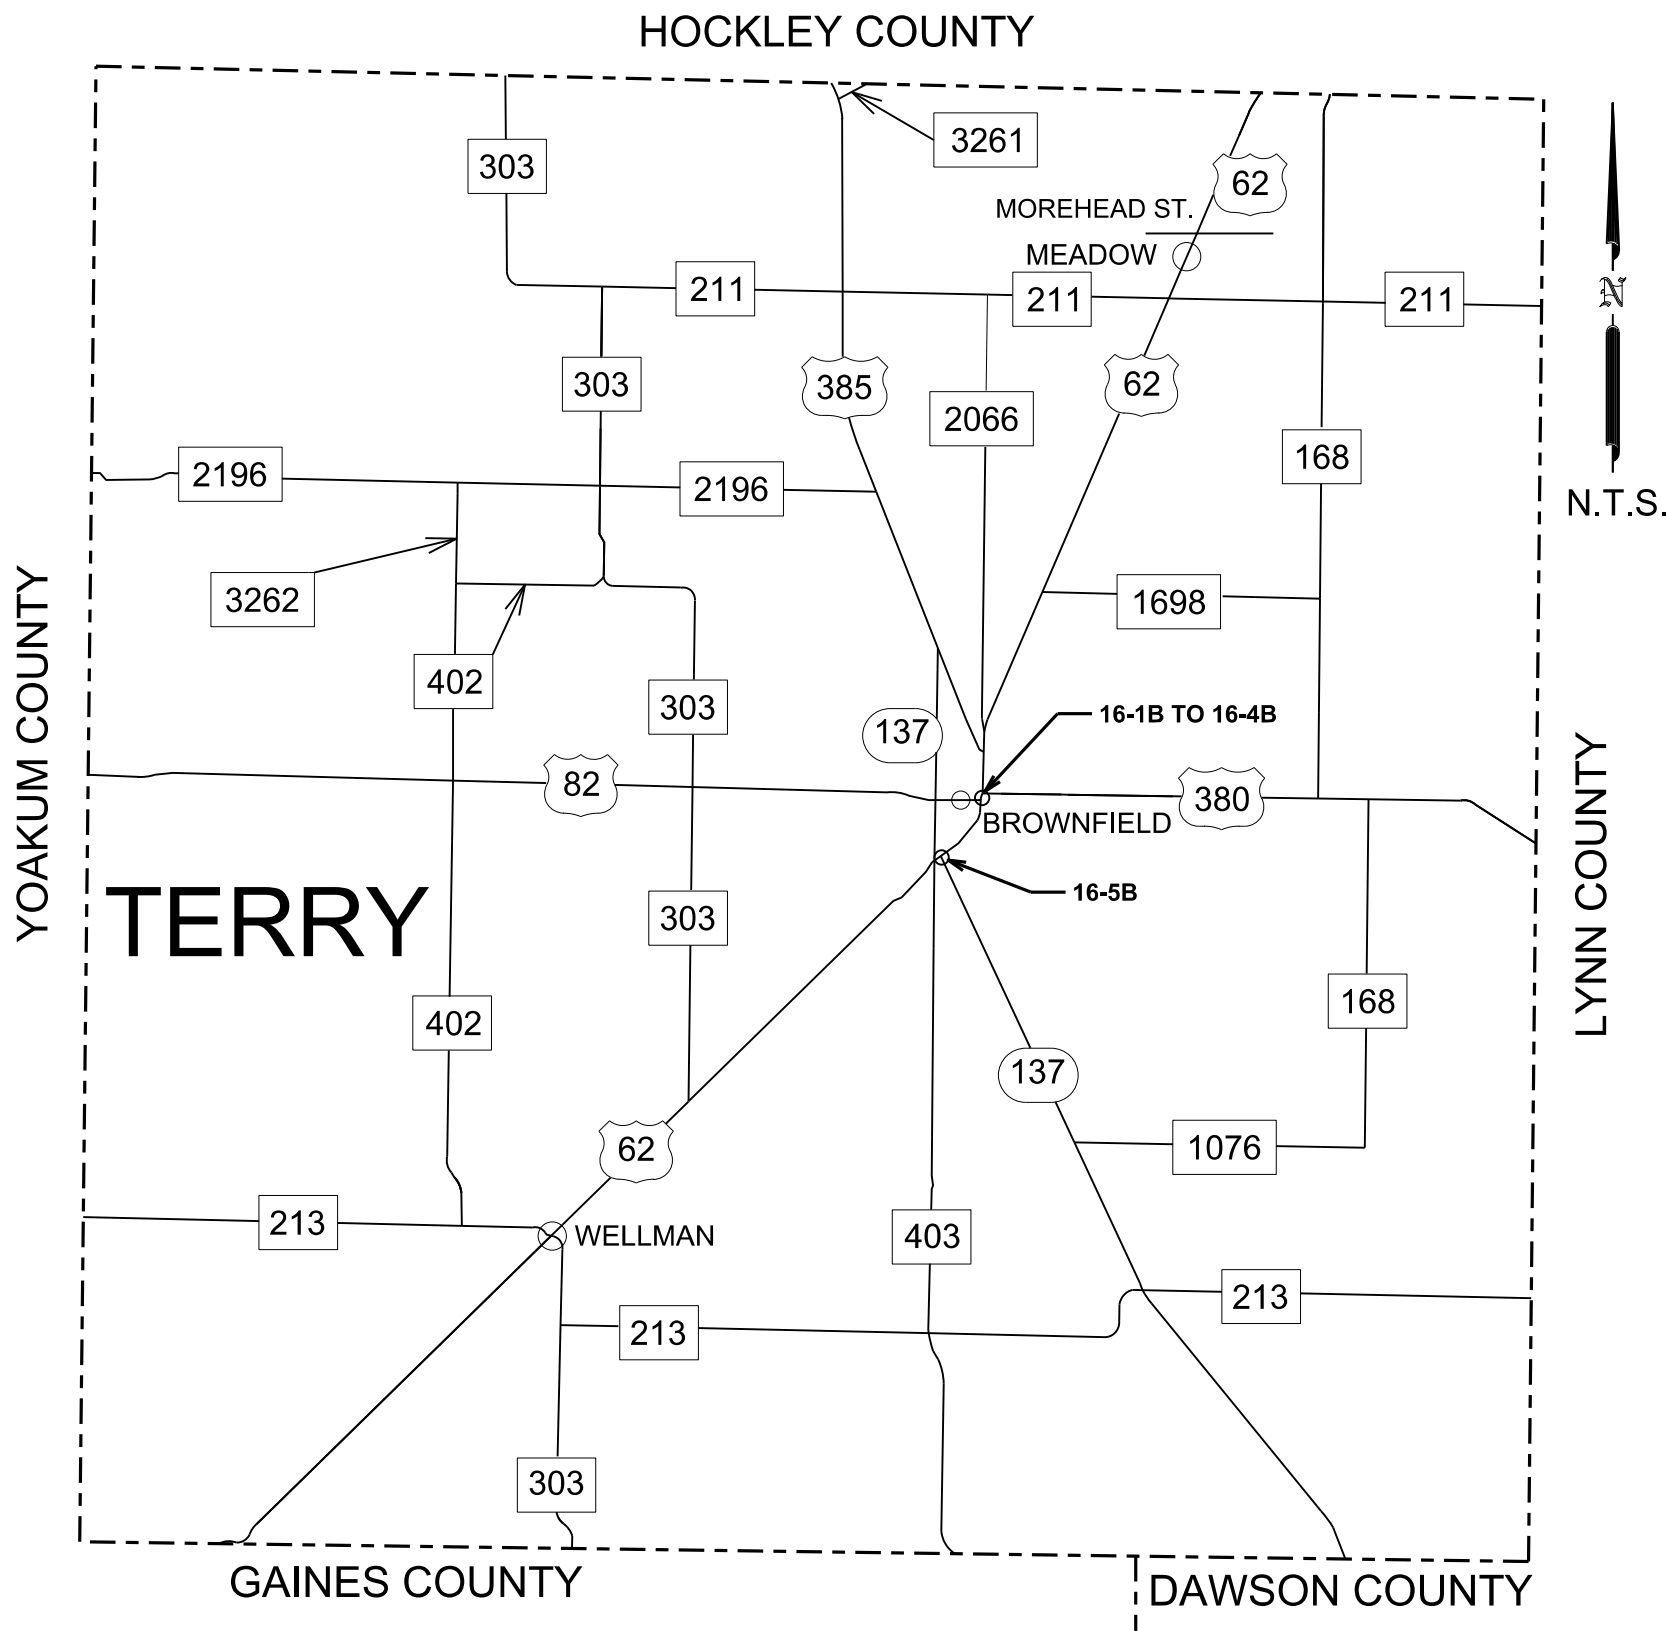 HOCKLEY COUNTY
3261
303
62
MOREHEAD ST.
MEADOW
211
211
211
N
303
385
62
2066
168
2196
2196
N.T.S.
3262
1698
YOAKUM COUNTY
402
303
137
16-1B TO 16-4B
82
380
BROWNFIELD
LYNN COUNTY
TERRY
303
16-5B
402
168
137
62
1076
213
WELLMAN
403
213
213
303
GAINES COUNTY
DAWSON COUNTY